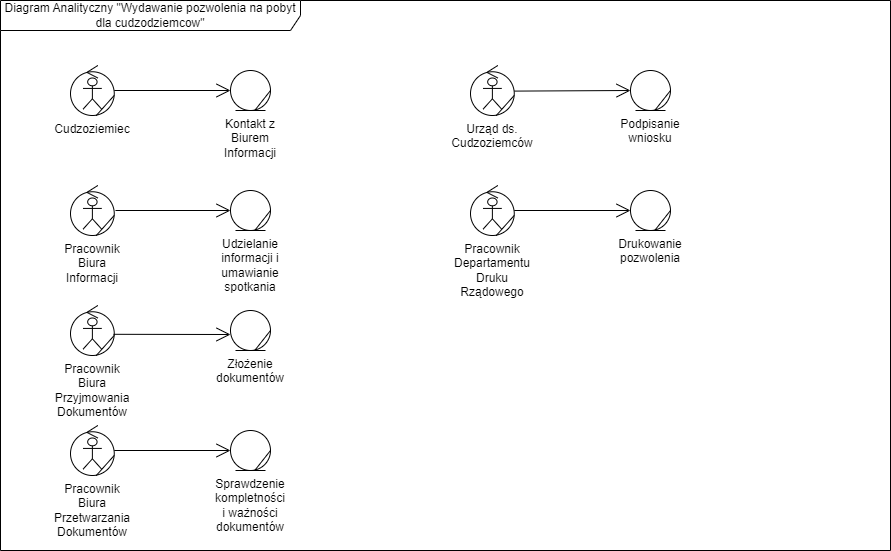 Diagram Analityczny "Wydawanie pozwolenia na pobyt
dla cudzodziemcow"
Cudzoziemiec
Kontakt z
Biurem
Informacji
Urząd ds.
Cudzoziemców
Podpisanie
wniosku
Pracownik
Biura
Informacji
Udzielanie
informacji i
umawianie
spotkania
Pracownik
Departamentu
Druku
Rządowego
Drukowanie
pozwolenia
Pracownik
Biura
Przyjmowania
Dokumentów
Złożenie
dokumentów
Pracownik
Biura
Przetwarzania
Dokumentów
Sprawdzenie
kompletności
i ważności
dokumentów